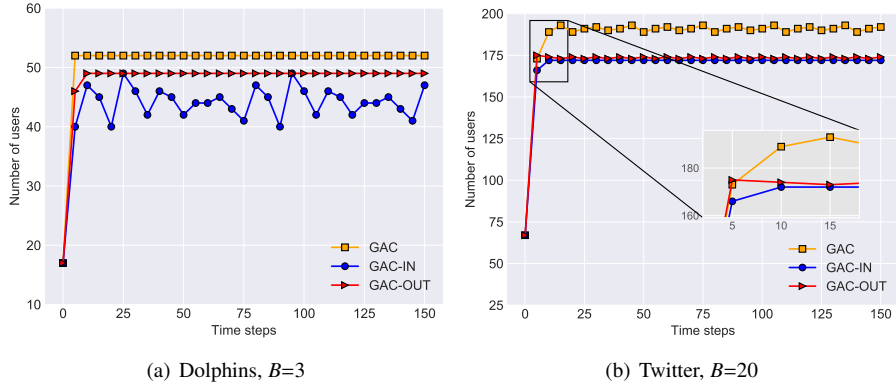 60
50
40
30
20
10
Number of users
0 25 50 75 100 125 150
Time steps
GAC
GAC-IN
GAC-OUT
(a) Dolphins, B=3
200
175
150
125
100
75
50
25
Number of users
0 25 50 75 100 125 150
Time steps
180
160
5 10 15
GAC
GAC-IN
GAC-OUT
(b) Twitter, B=20